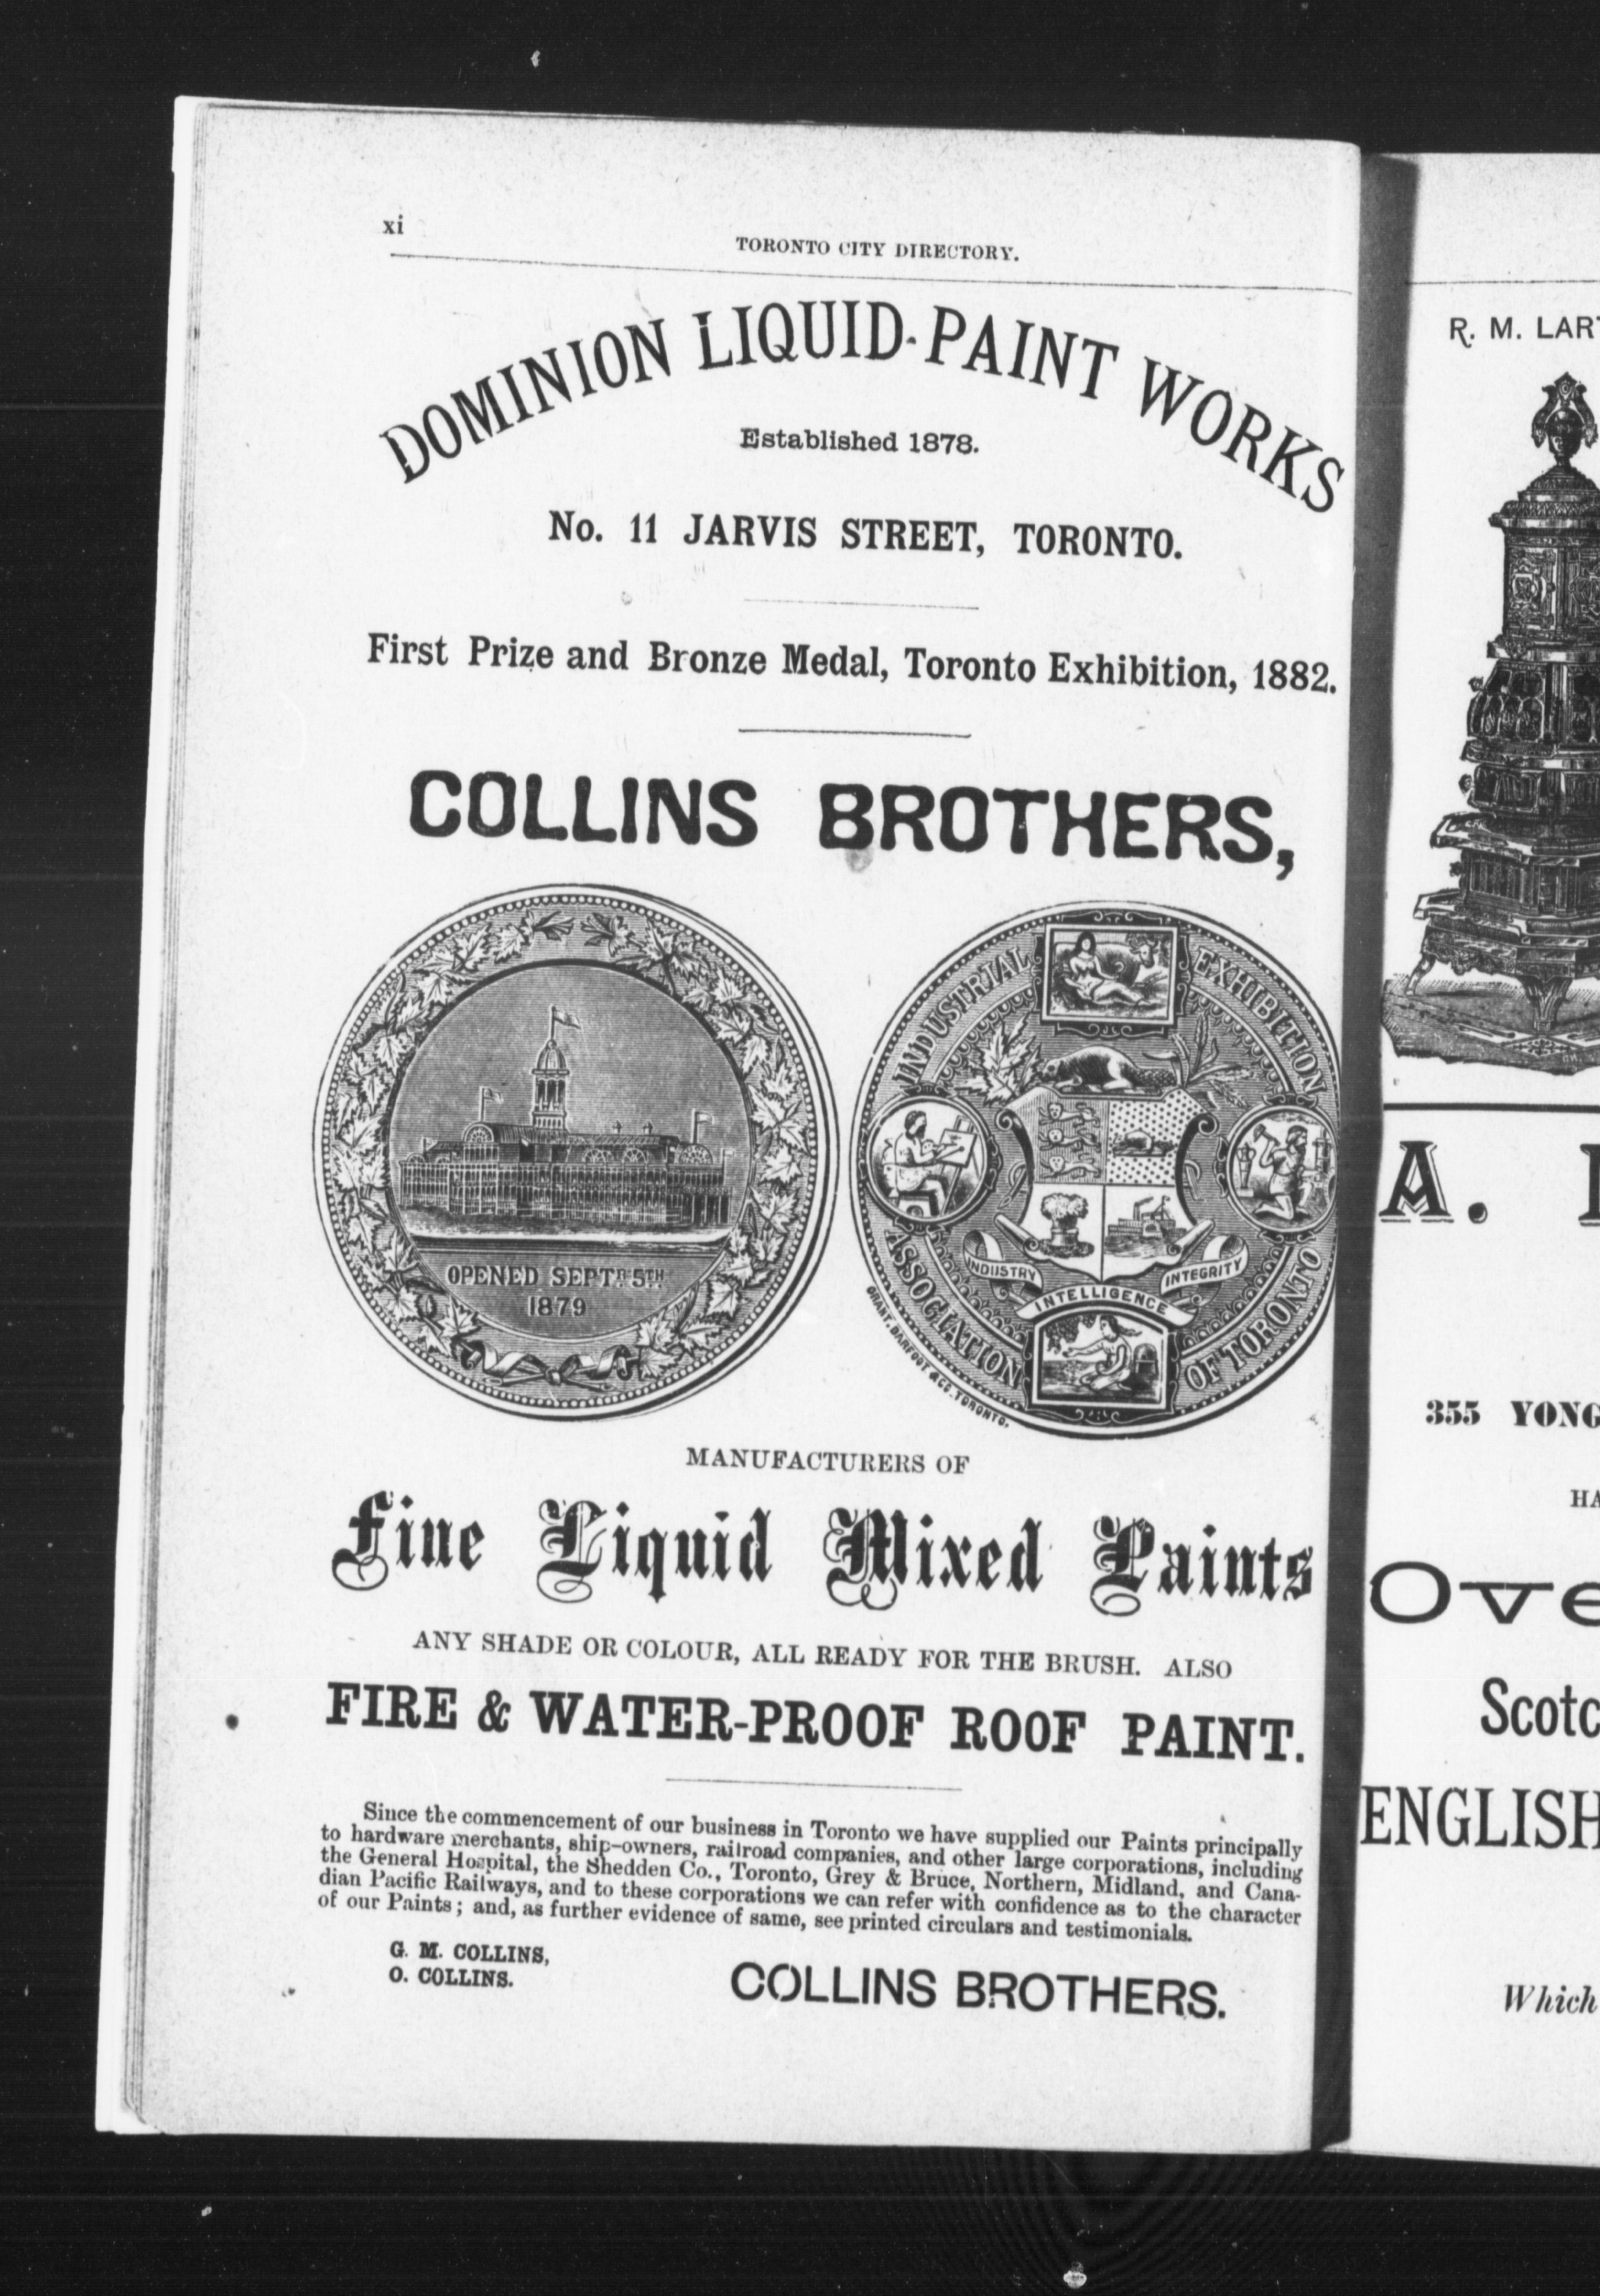 xi
TORONTO CITY DIRECTORY.
DOMINION LIQUID-PAINT WORKS
Established 1878.
No. 11 JARVIS STREET, TORONTO.
First Prize and Bronze Medal, Toronto Exhibition, 1882.
COLLINS BROTHERS,
OPENED SEPTR 5TH
1879
INDUSTRIAL EXHIBITION
ASSOCIATION OF TORONTO
INDUSTRY
INTEGRITY
INTELLIGENCE
GRANT, BARFOOT & CO. TORONTO.
MANUFACTURERS OF
Fine Liquid Mixed Paints
ANY SHADE OR COLOUR, ALL READY FOR THE BRUSH. ALSO
FIRE & WATER-PROOF ROOF PAINT.
Since the commencement of our business in Toronto we have supplied our Paints principally
to hardware merchants, ship-owners, railroad companies, and other large corporations, including
the General Hospital, the Shedden Co., Toronto, Grey & Bruce, Northern, Midland, and Cana-
dian Pacific Railways, and to these corporations we can refer with confidence as to the character
of our Paints; and, as further evidence of same, see printed circulars and testimonials.
G. M. COLLINS,
O. COLLINS.
COLLINS BROTHERS.
R. M. LAR
A.
355 YONG
HA
Ove
Scotc
ENGLISH
Which